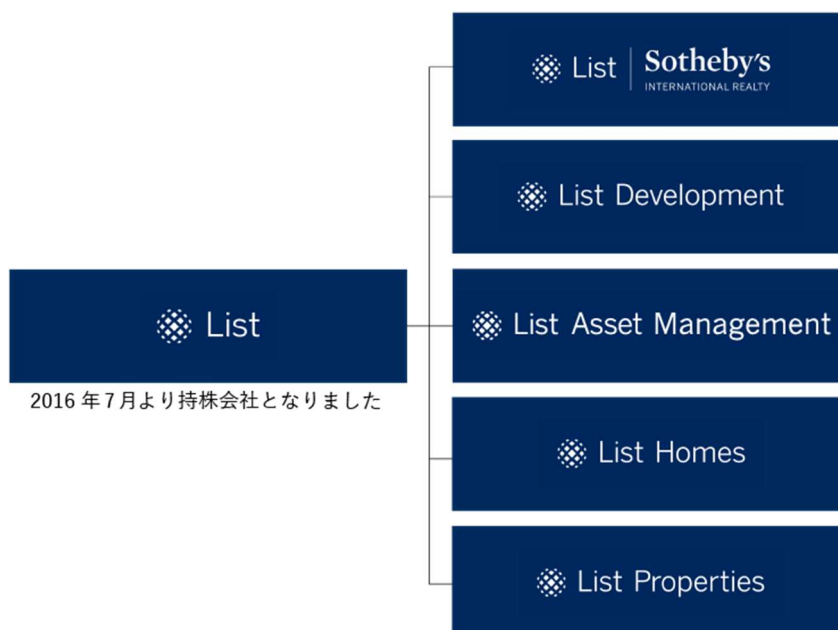 List | Sotheby's
INTERNATIONAL REALTY
List Development
List
2016年7月より持株会社となりました
List Asset Management
List Homes
List Properties